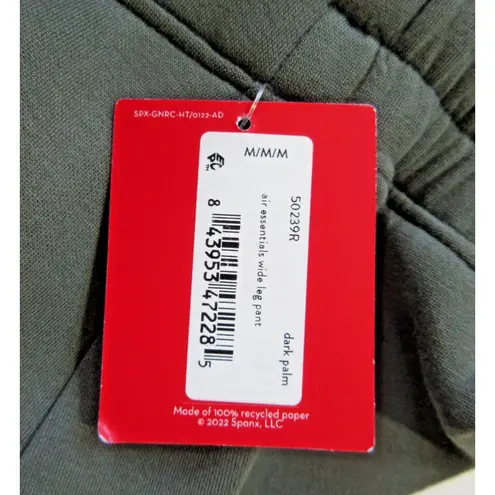 SPX-GNRC-HT/0122-AD
M/M/M
50239R
dark palm
air essentials wide leg pant
8 43953 47228 5
Made of 100% recycled paper
© 2022 Spanx, LLC